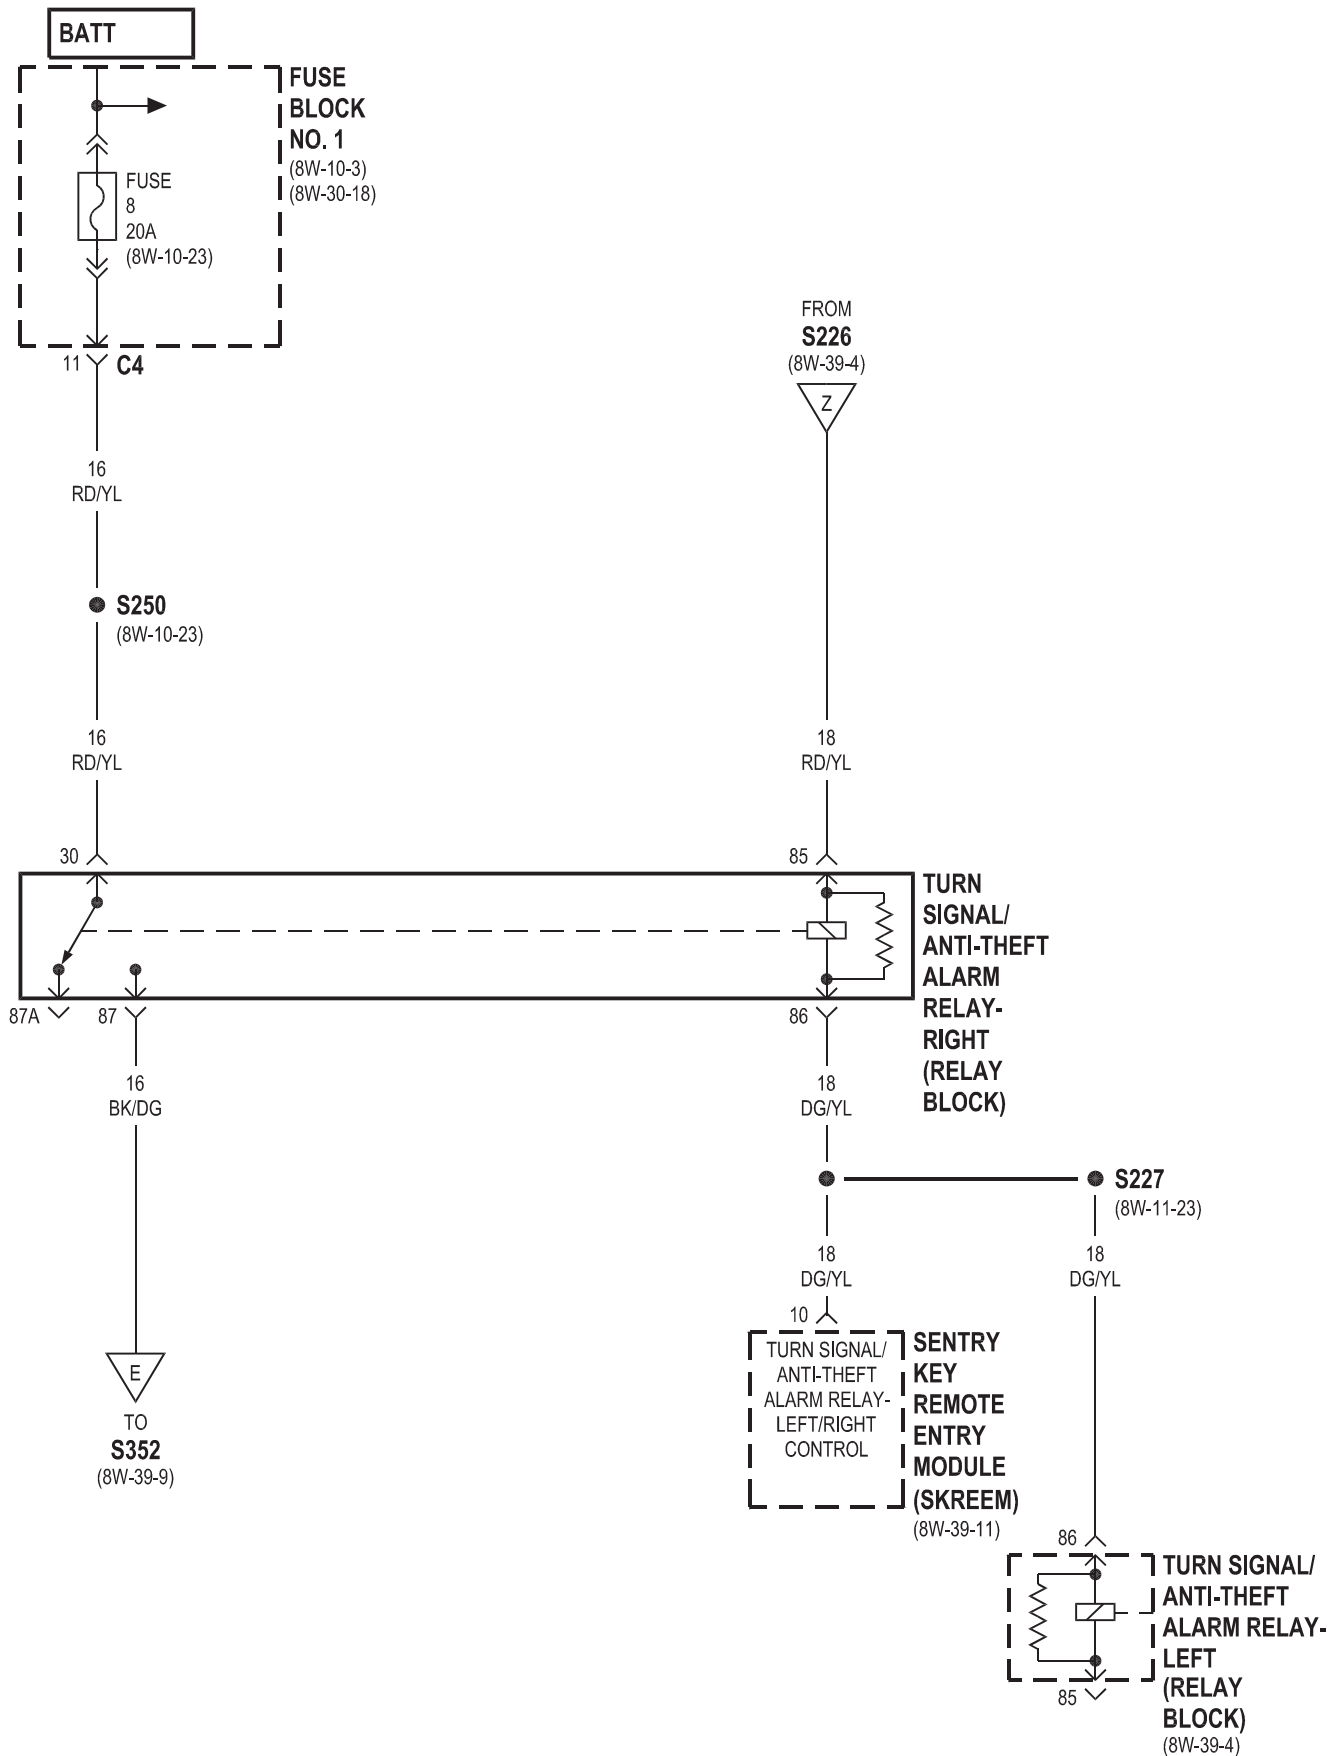 BATT
FUSE
BLOCK
NO. 1
(8W-10-3)
(8W-30-18)
FUSE
8
20A
(8W-10-23)
11
C4
16
RD/YL
S250
(8W-10-23)
16
RD/YL
FROM
S226
(8W-39-4)
Z
18
RD/YL
30
85
TURN
SIGNAL/
ANTI-THEFT
ALARM
RELAY-
RIGHT
(RELAY
BLOCK)
87A
87
86
16
BK/DG
E
TO
S352
(8W-39-9)
18
DG/YL
S227
(8W-11-23)
18
DG/YL
18
DG/YL
10
TURN SIGNAL/
ANTI-THEFT
ALARM RELAY-
LEFT/RIGHT
CONTROL
SENTRY
KEY
REMOTE
ENTRY
MODULE
(SKREEM)
(8W-39-11)
86
TURN SIGNAL/
ANTI-THEFT
ALARM RELAY-
LEFT
(RELAY
BLOCK)
(8W-39-4)
85